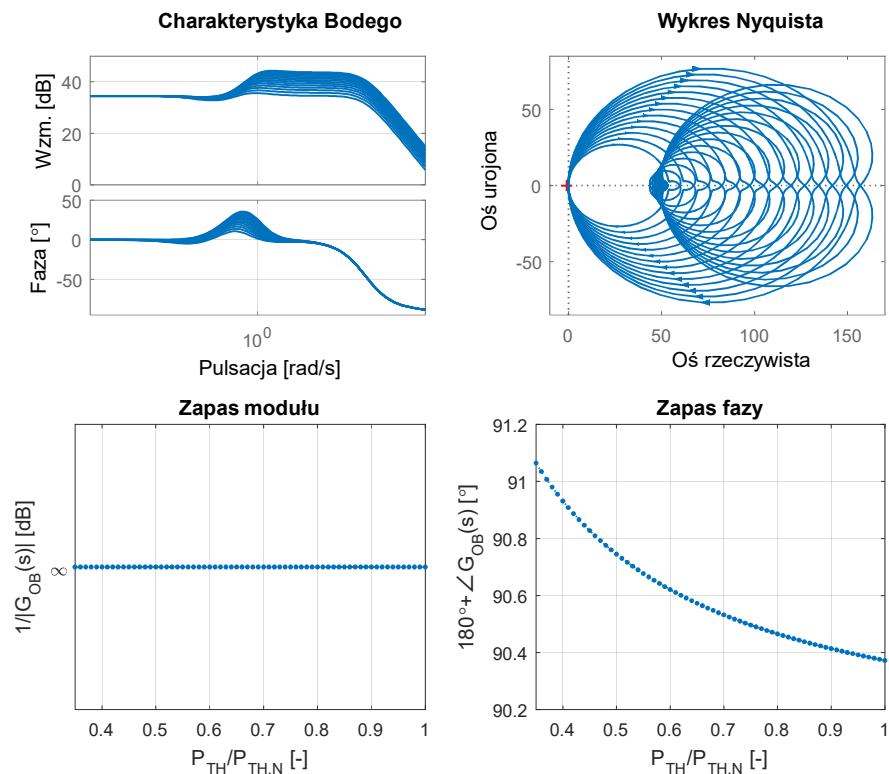 Charakterystyka Bodego
Wzm. [dB]
40
20
0
Faza [°]
50
0
-50
10⁰
Pulsacja [rad/s]
Wykres Nyquista
Oś urojona
50
0
-50
0 50 100 150
Oś rzeczywista
Zapas modułu
1/|G_OB(s)| [dB]
∞
0.4 0.5 0.6 0.7 0.8 0.9 1
P_TH/P_TH,N [-]
Zapas fazy
180°+∠G_OB(s) [°]
91.2
91
90.8
90.6
90.4
90.2
0.4 0.5 0.6 0.7 0.8 0.9 1
P_TH/P_TH,N [-]